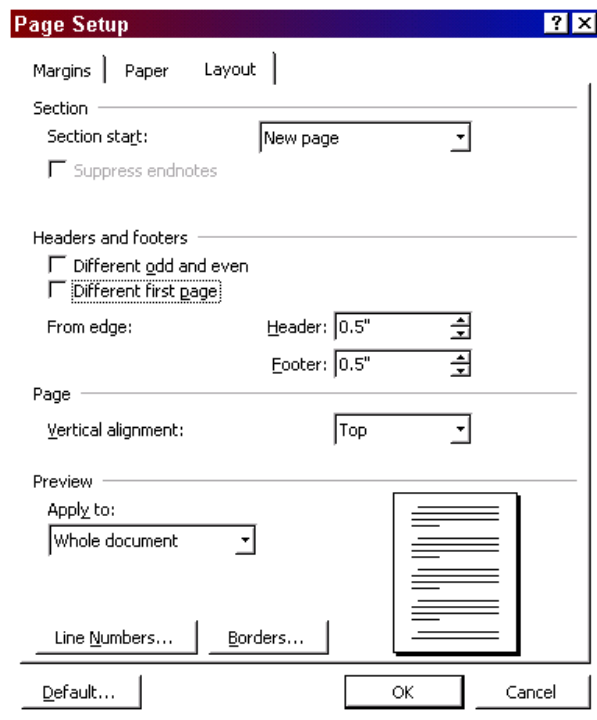 Page Setup
Margins Paper Layout
Section
Section start: New page
Suppress endnotes
Headers and footers
Different odd and even
Different first page
From edge: Header: 0.5"
Footer: 0.5"
Page
Vertical alignment: Top
Preview
Apply to:
Whole document
Line Numbers... Borders...
Default... OK Cancel